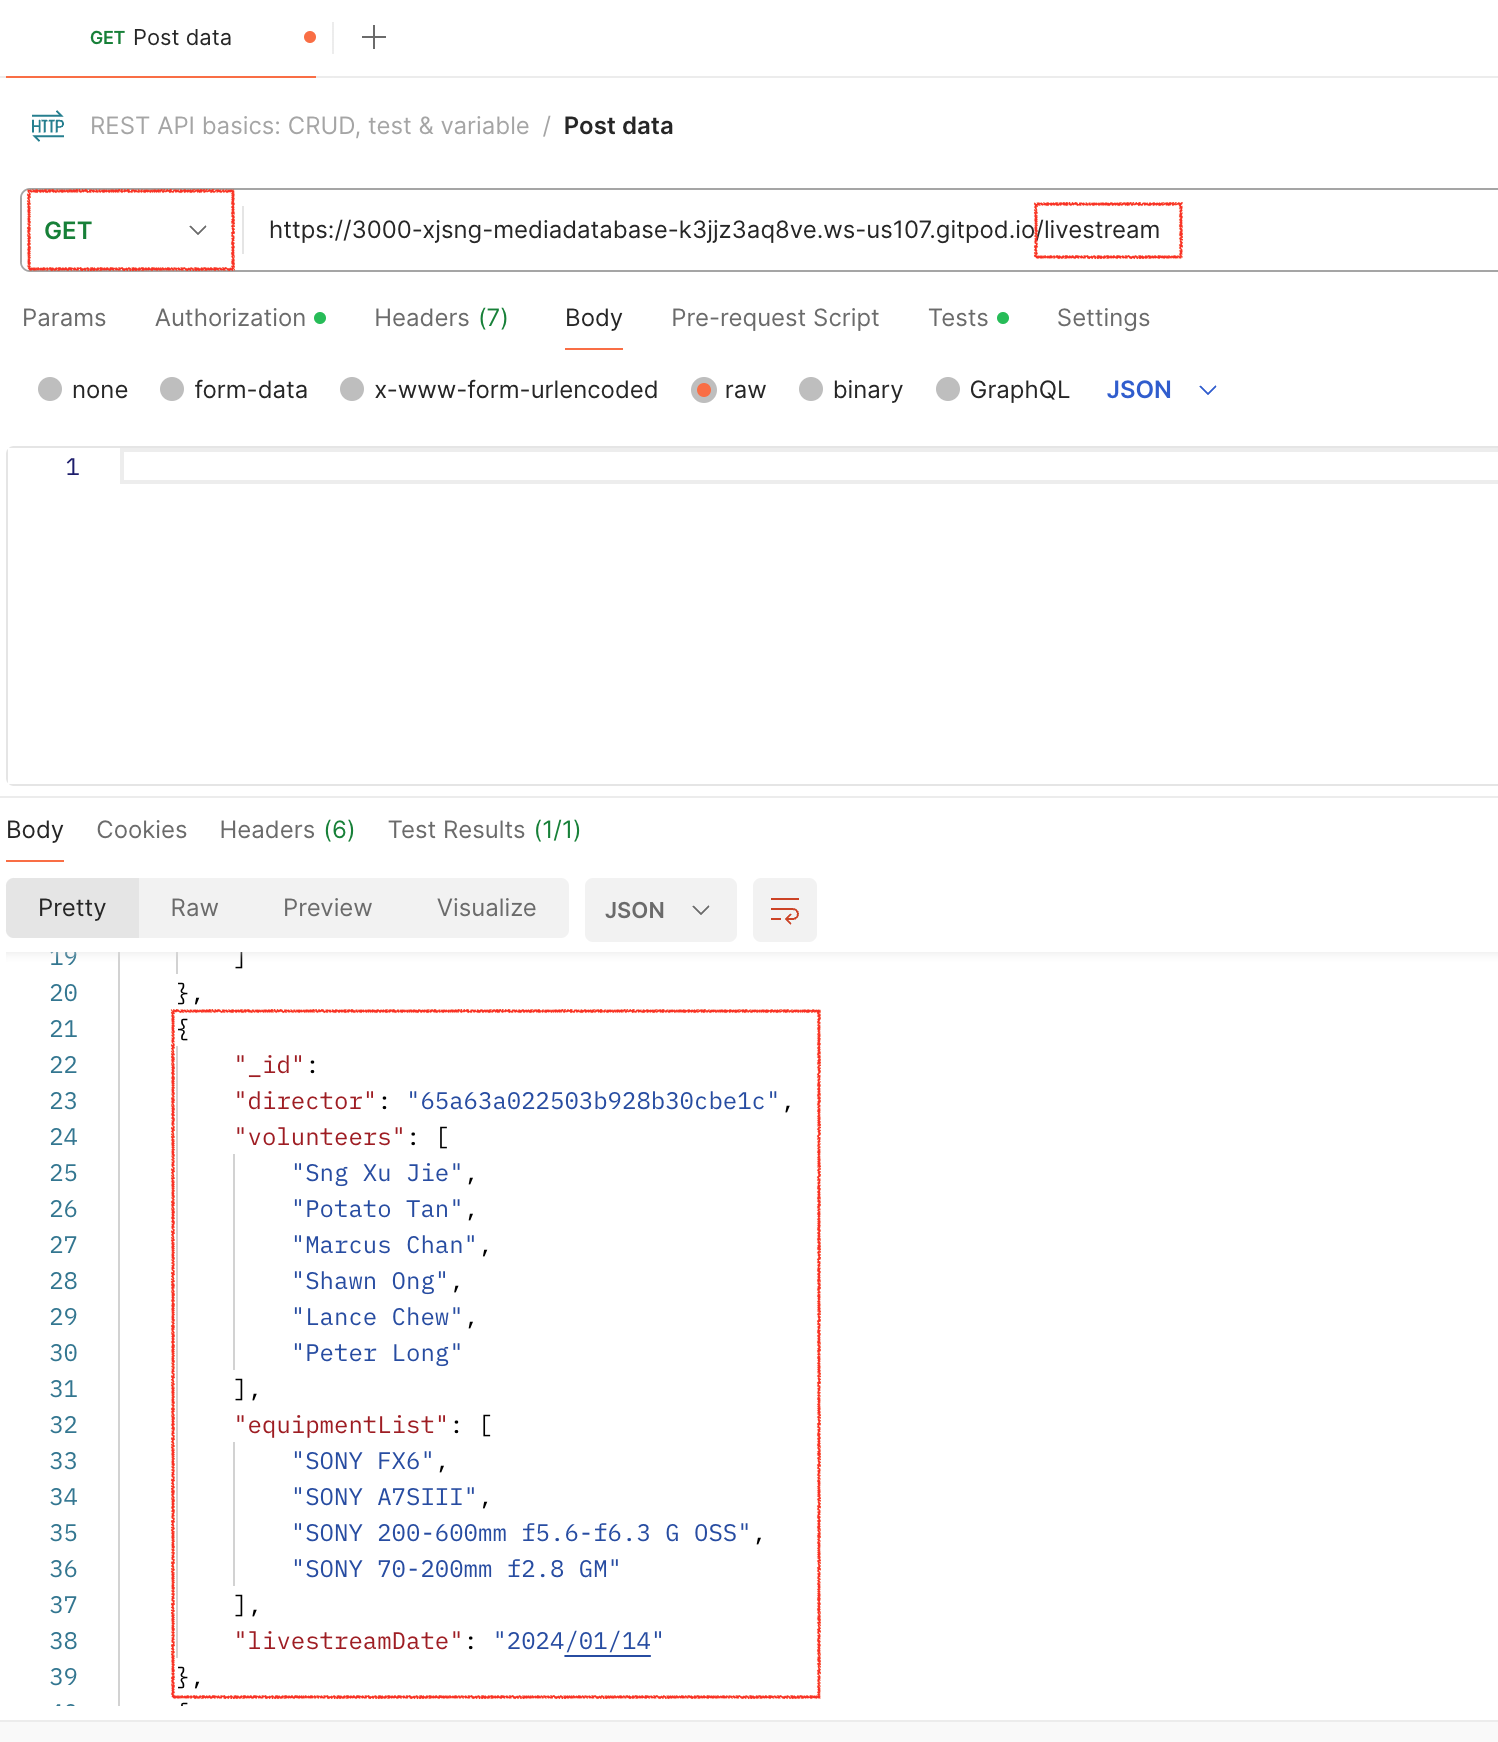 GET Post data
HTTP REST API basics: CRUD, test & variable / Post data
GET https://3000-xjsng-mediadatabase-k3jjz3aq8ve.ws-us107.gitpod.io/livestream
Params Authorization Headers (7) Body Pre-request Script Tests Settings
none form-data x-www-form-urlencoded raw binary GraphQL JSON
1
Body Cookies Headers (6) Test Results (1/1)
Pretty Raw Preview Visualize JSON
19 ]
20 },
21 {
22 "_id":
23 "director": "65a63a022503b928b30cbe1c",
24 "volunteers": [
25 "Sng Xu Jie",
26 "Potato Tan",
27 "Marcus Chan",
28 "Shawn Ong",
29 "Lance Chew",
30 "Peter Long"
31 ],
32 "equipmentList": [
33 "SONY FX6",
34 "SONY A7SIII",
35 "SONY 200-600mm f5.6-f6.3 G OSS",
36 "SONY 70-200mm f2.8 GM"
37 ],
38 "livestreamDate": "2024/01/14"
39 },